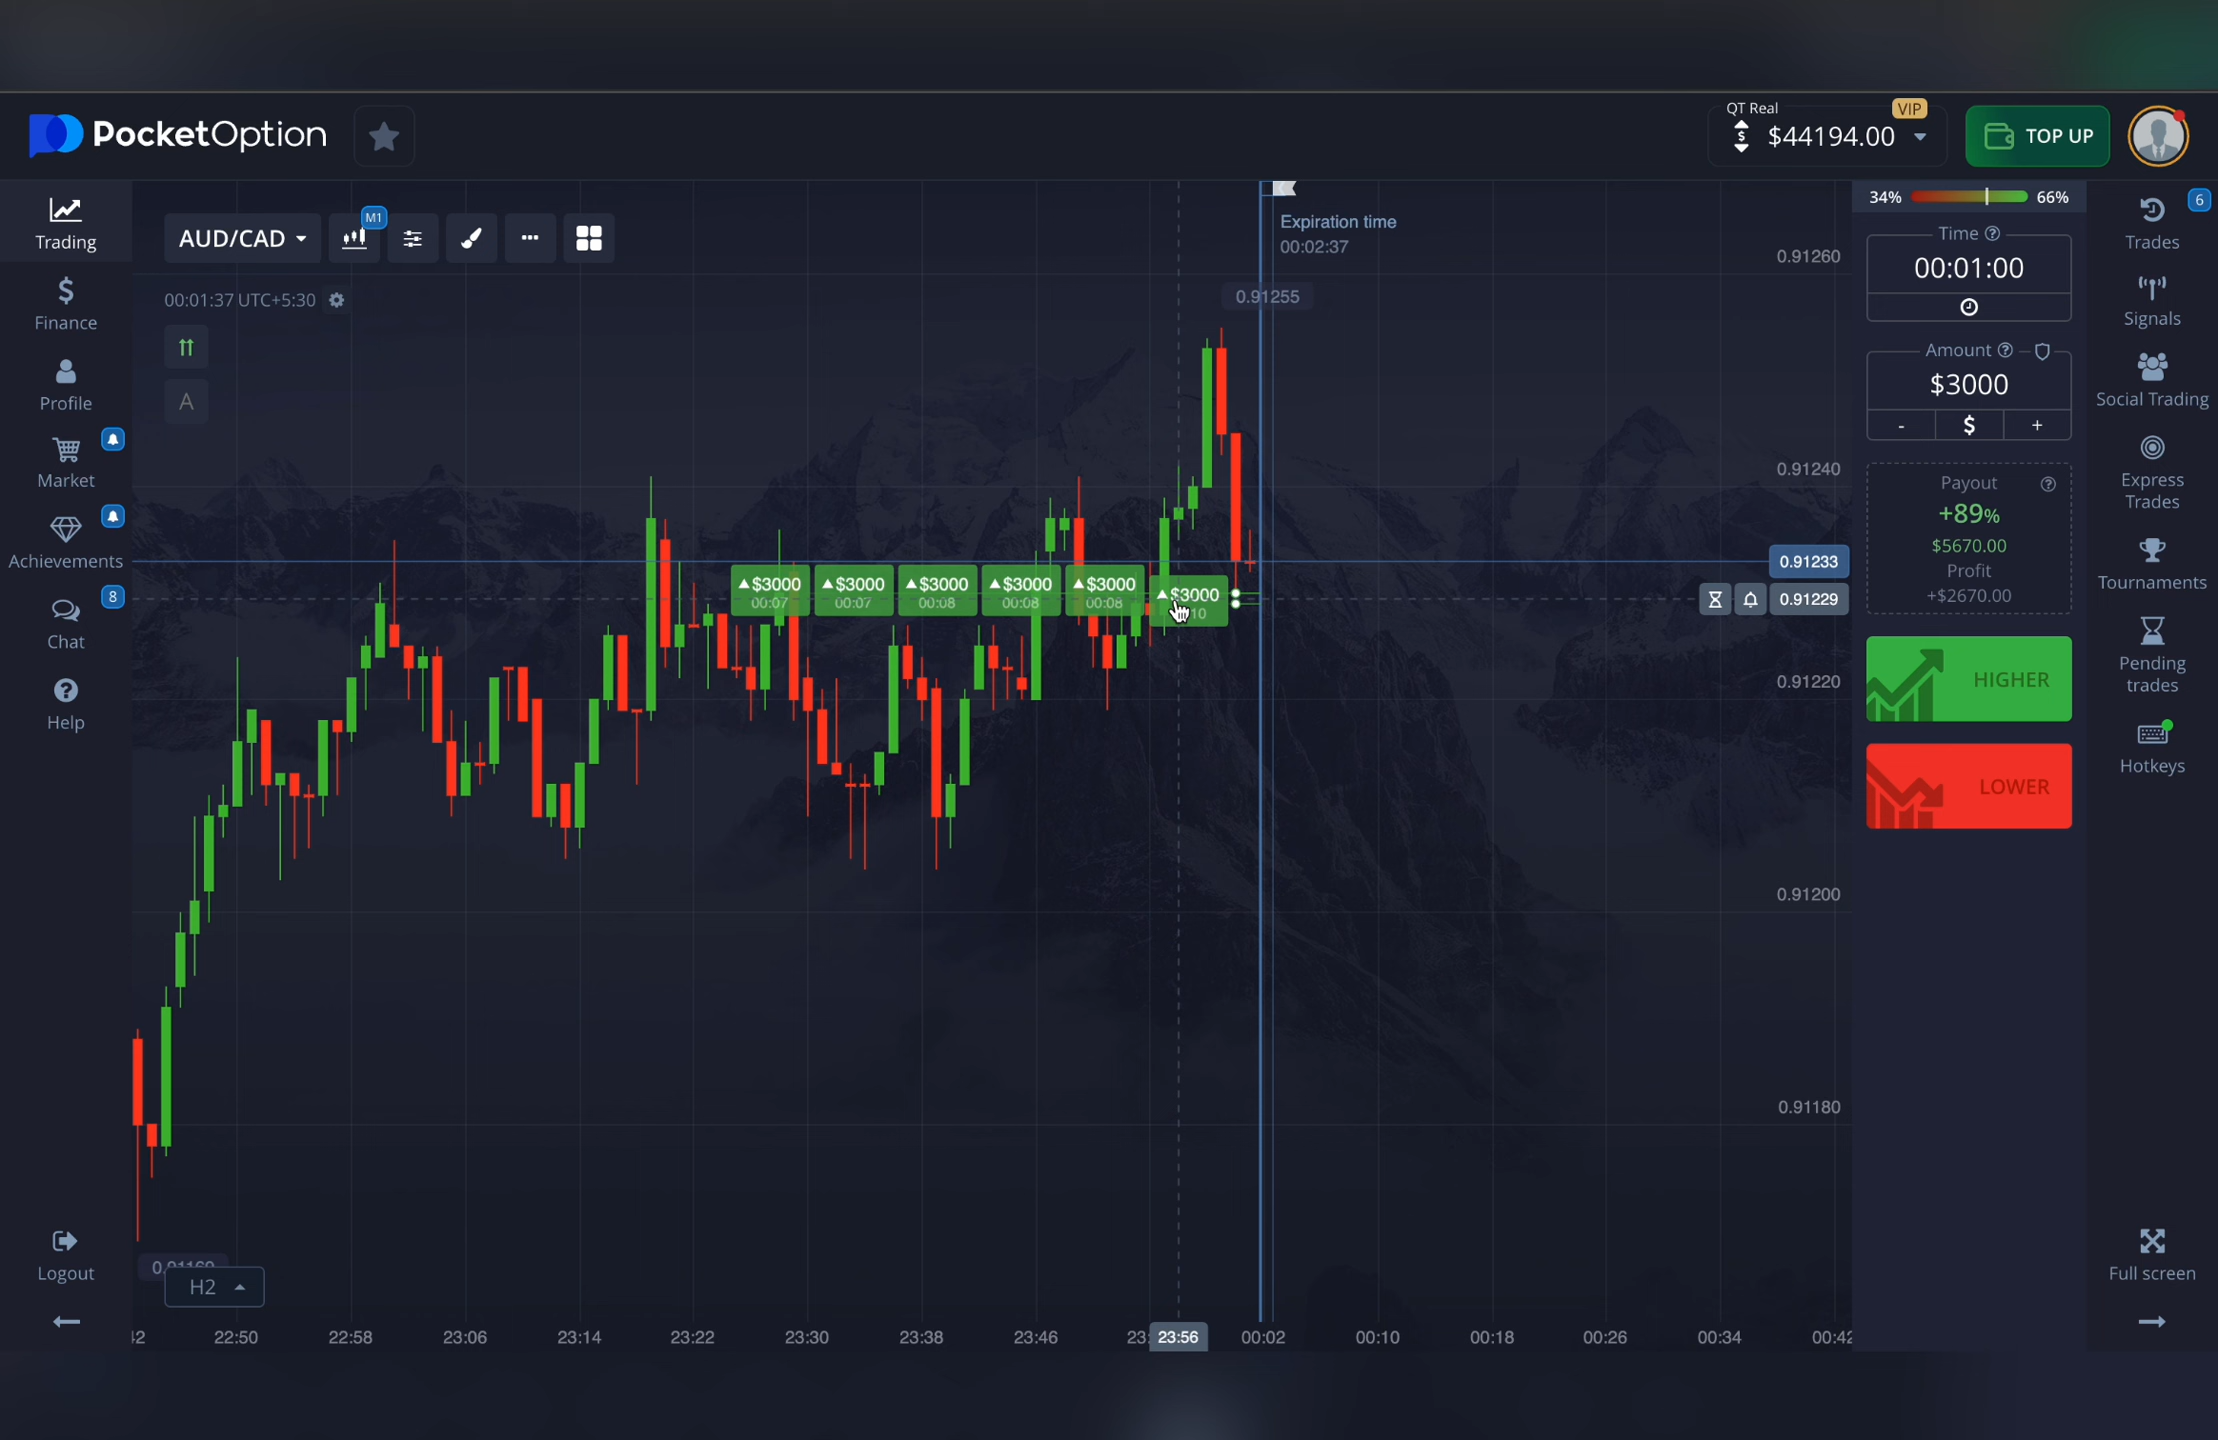 PocketOption
QT Real
VIP
$44194.00
TOP UP
Trading
Finance
Profile
Market
Achievements
8
Chat
Help
Logout
AUD/CAD
M1
00:01:37 UTC+5:30
A
Expiration time
00:02:37
0.91255
0.91260
0.91240
0.91233
0.91229
0.91220
0.91200
0.91180
$3000
00:07
$3000
00:07
$3000
00:08
$3000
00:08
$3000
00:08
$3000
10
H2
22:50
22:58
23:06
23:14
23:22
23:30
23:38
23:46
23:56
00:02
00:10
00:18
00:26
00:34
00:42
34%
66%
Time
00:01:00
Amount
$3000
- $ +
Payout
+89%
$5670.00
Profit
+$2670.00
HIGHER
LOWER
6
Trades
Signals
Social Trading
Express
Trades
Tournaments
Pending
trades
Hotkeys
Full screen